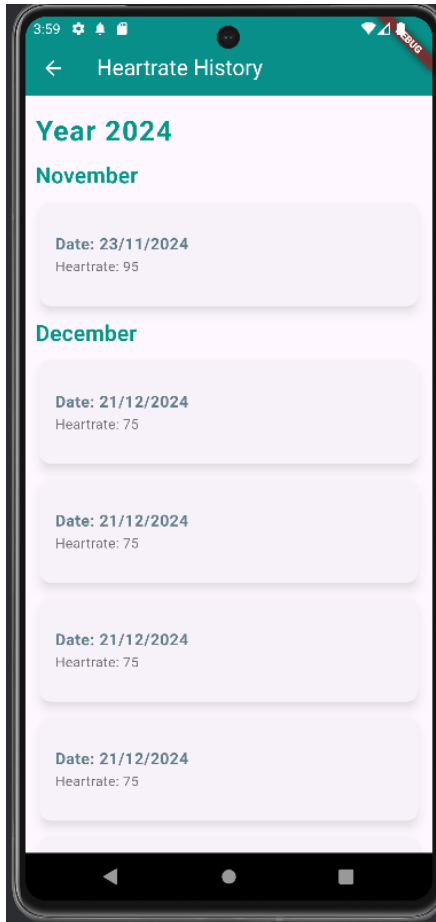 3:59
DEBUG
Heartrate History
Year 2024
November
Date: 23/11/2024
Heartrate: 95
December
Date: 21/12/2024
Heartrate: 75
Date: 21/12/2024
Heartrate: 75
Date: 21/12/2024
Heartrate: 75
Date: 21/12/2024
Heartrate: 75